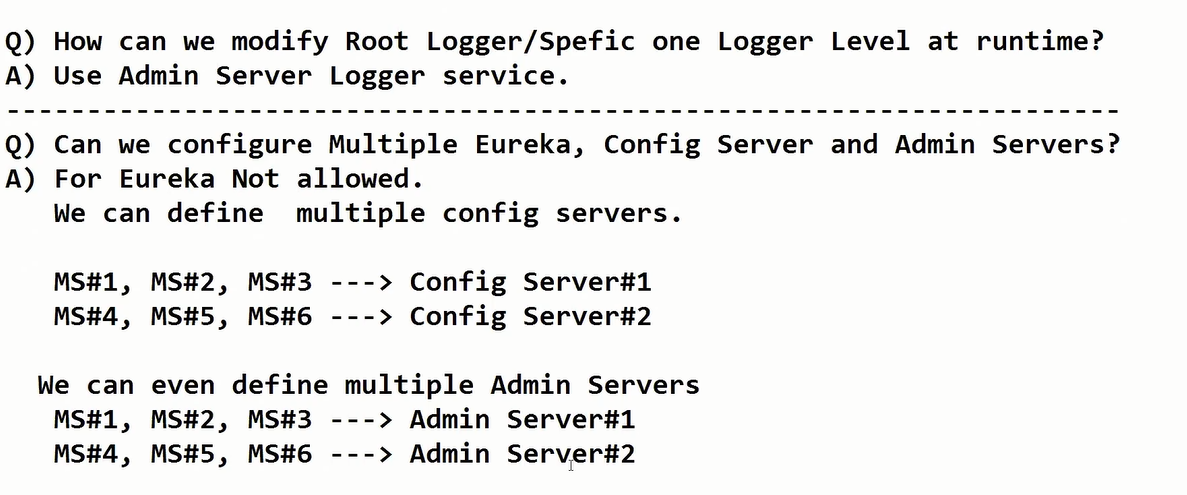 Q) How can we modify Root Logger/Spefic one Logger Level at runtime?
A) Use Admin Server Logger service.
---------------------------------------------------------------------
Q) Can we configure Multiple Eureka, Config Server and Admin Servers?
A) For Eureka Not allowed.
   We can define  multiple config servers.

   MS#1, MS#2, MS#3 ---> Config Server#1
   MS#4, MS#5, MS#6 ---> Config Server#2

  We can even define multiple Admin Servers
   MS#1, MS#2, MS#3 ---> Admin Server#1
   MS#4, MS#5, MS#6 ---> Admin Server#2